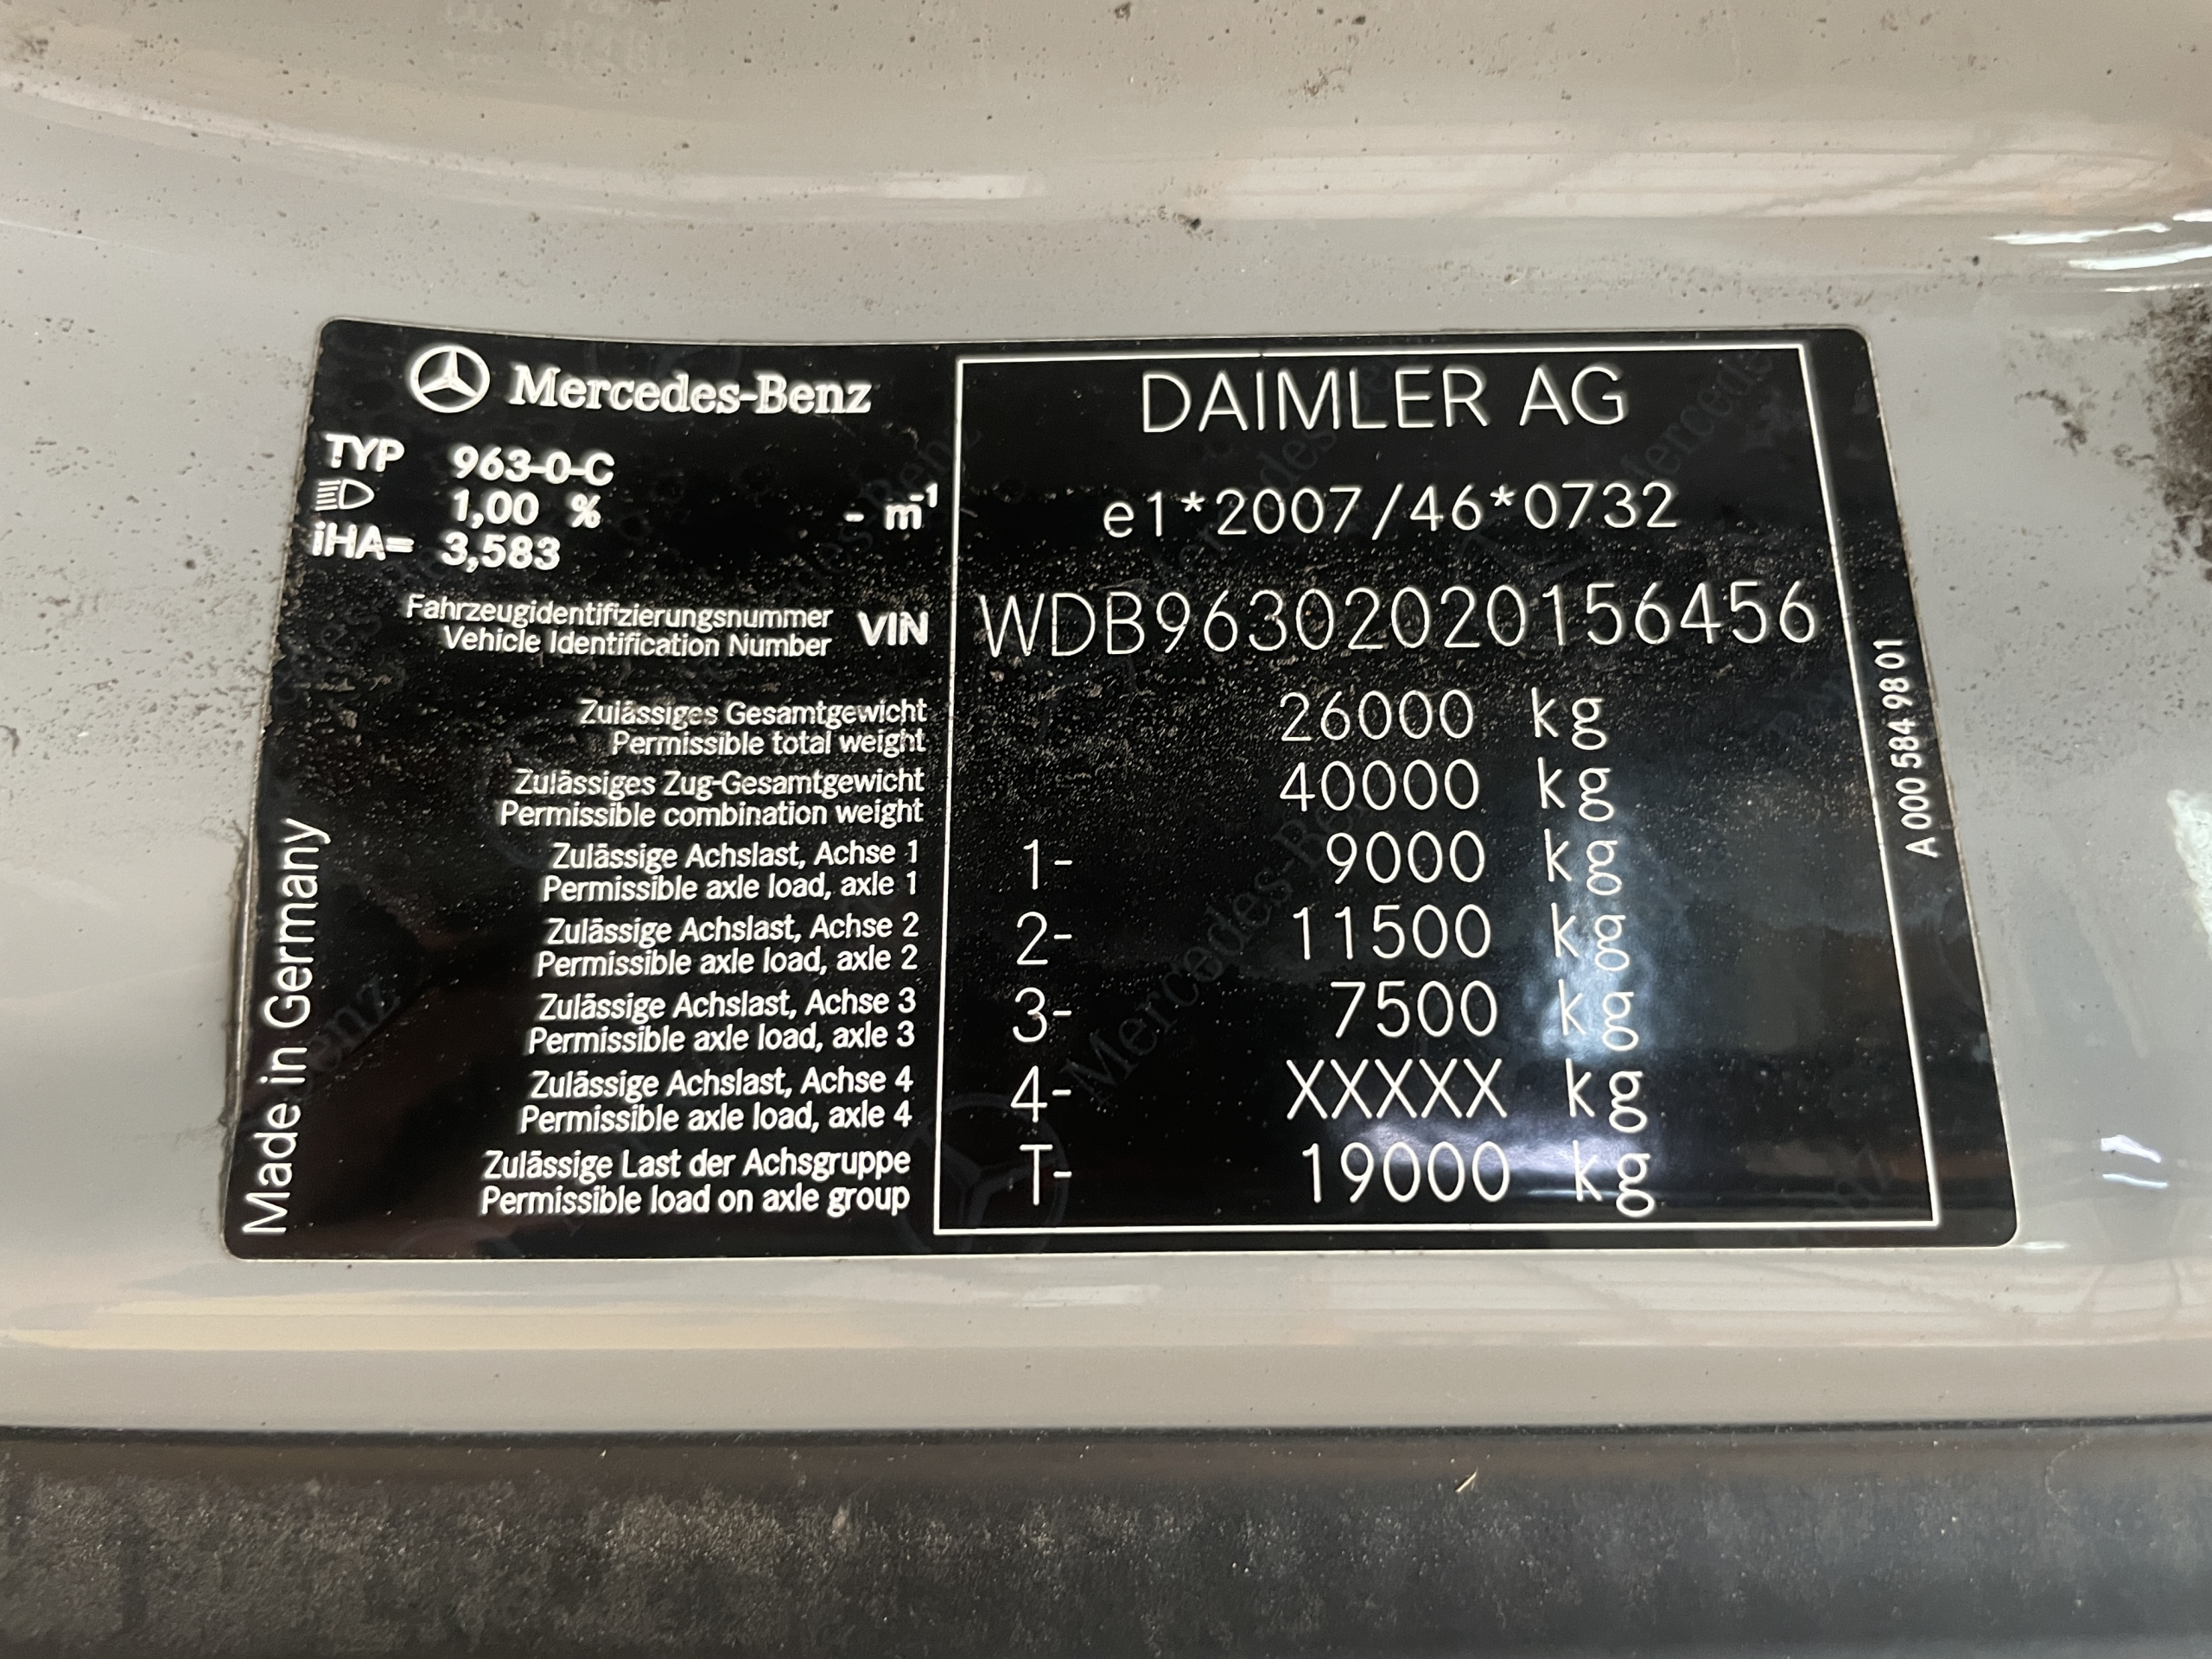 Mercedes-Benz
TYP 963-0-C
1,00 % - m-1
iHA= 3,583
DAIMLER AG
e1*2007/46*0732
Fahrzeugidentifizierungsnummer
Vehicle Identification Number
VIN WDB96302020156456
Zulässiges Gesamtgewicht
Permissible total weight
26000 kg
Zulässiges Zug-Gesamtgewicht
Permissible combination weight
40000 kg
Zulässige Achslast, Achse 1
Permissible axle load, axle 1
1- 9000 kg
Zulässige Achslast, Achse 2
Permissible axle load, axle 2
2- 11500 kg
Zulässige Achslast, Achse 3
Permissible axle load, axle 3
3- 7500 kg
Zulässige Achslast, Achse 4
Permissible axle load, axle 4
4- XXXXX kg
Zulässige Last der Achsgruppe
Permissible load on axle group
T- 19000 kg
Made in Germany
A 000 584 98 01